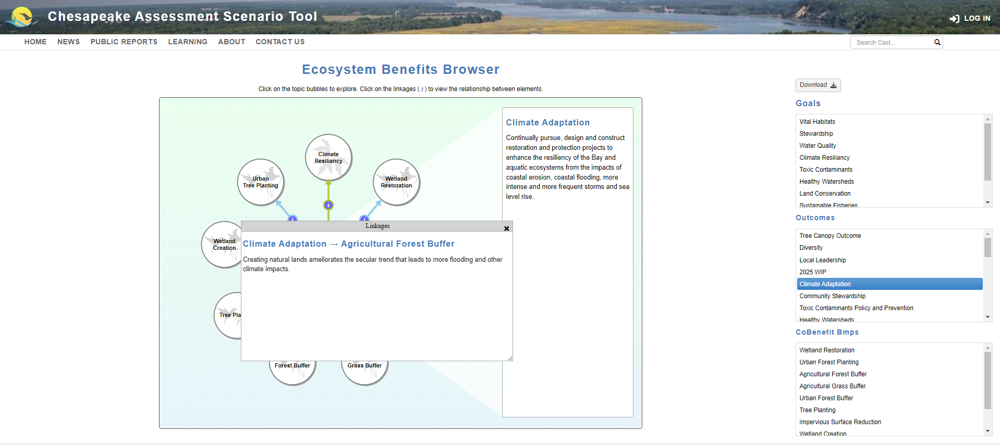 Chesapeake Assessment Scenario Tool
LOG IN
HOME NEWS PUBLIC REPORTS LEARNING ABOUT CONTACT US
Search Cast...
Ecosystem Benefits Browser
Click on the topic bubbles to explore. Click on the linkages ( i ) to view the relationship between elements.
Climate
Resiliancy
Urban
Tree Planting
Wetland
Restoration
i
i
i
Wetland
Creation
Tree Pla
Forest Buffer
Grass Buffer
Linkages
Climate Adaptation → Agricultural Forest Buffer
Creating natural lands ameliorates the secular trend that leads to more flooding and other
climate impacts.
Climate Adaptation
Continually pursue, design and construct
restoration and protection projects to
enhance the resiliency of the Bay and
aquatic ecosystems from the impacts of
coastal erosion, coastal flooding, more
intense and more frequent storms and sea
level rise.
Download
Goals
Vital Habitats
Stewardship
Water Quality
Climate Resiliancy
Toxic Contaminants
Healthy Watersheds
Land Conservation
Sustainable Fisheries
Outcomes
Tree Canopy Outcome
Diversity
Local Leadership
2025 WIP
Climate Adaptation
Community Stewardship
Toxic Contaminants Policy and Prevention
Healthy Watersheds
CoBenefit Bmps
Wetland Restoration
Urban Forest Planting
Agricultural Forest Buffer
Agricultural Grass Buffer
Urban Forest Buffer
Tree Planting
Impervious Surface Reduction
Wetland Creation